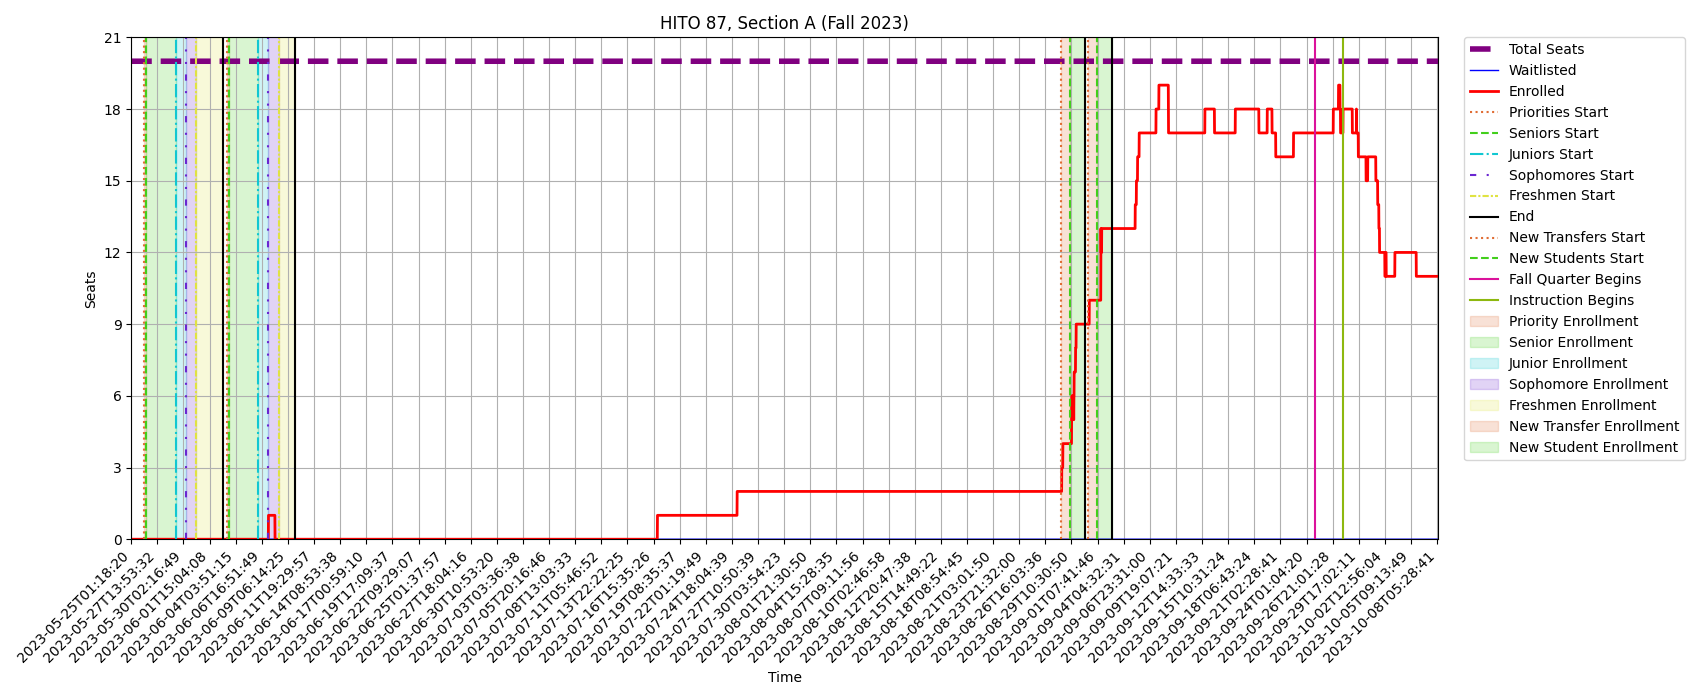 HITO 87, Section A (Fall 2023)
21
18
15
12
9
6
3
0
Seats
2023-05-25T01:18:20
2023-05-27T13:53:32
2023-05-30T02:16:49
2023-06-01T15:04:08
2023-06-04T03:51:15
2023-06-06T16:51:49
2023-06-09T06:14:25
2023-06-11T19:29:57
2023-06-14T08:53:38
2023-06-17T00:59:10
2023-06-19T17:09:37
2023-06-22T09:29:07
2023-06-25T01:37:57
2023-06-27T18:04:16
2023-06-30T10:53:20
2023-07-03T03:36:38
2023-07-05T20:16:46
2023-07-08T13:03:33
2023-07-11T05:46:52
2023-07-13T22:22:25
2023-07-16T15:35:26
2023-07-19T08:35:37
2023-07-22T01:19:49
2023-07-24T18:04:39
2023-07-27T10:50:39
2023-07-30T03:54:23
2023-08-01T21:30:50
2023-08-04T15:28:35
2023-08-07T09:11:56
2023-08-10T02:46:58
2023-08-12T20:47:38
2023-08-15T14:49:22
2023-08-18T08:54:45
2023-08-21T03:01:50
2023-08-23T21:32:00
2023-08-26T16:03:36
2023-08-29T10:30:50
2023-09-01T07:41:46
2023-09-04T04:32:31
2023-09-06T23:31:00
2023-09-09T19:07:21
2023-09-12T14:33:33
2023-09-15T10:31:24
2023-09-18T06:43:24
2023-09-21T02:28:41
2023-09-24T01:04:20
2023-09-26T21:01:28
2023-09-29T17:02:11
2023-10-02T12:56:04
2023-10-05T09:13:49
2023-10-08T05:28:41
Time
Total Seats
Waitlisted
Enrolled
Priorities Start
Seniors Start
Juniors Start
Sophomores Start
Freshmen Start
End
New Transfers Start
New Students Start
Fall Quarter Begins
Instruction Begins
Priority Enrollment
Senior Enrollment
Junior Enrollment
Sophomore Enrollment
Freshmen Enrollment
New Transfer Enrollment
New Student Enrollment